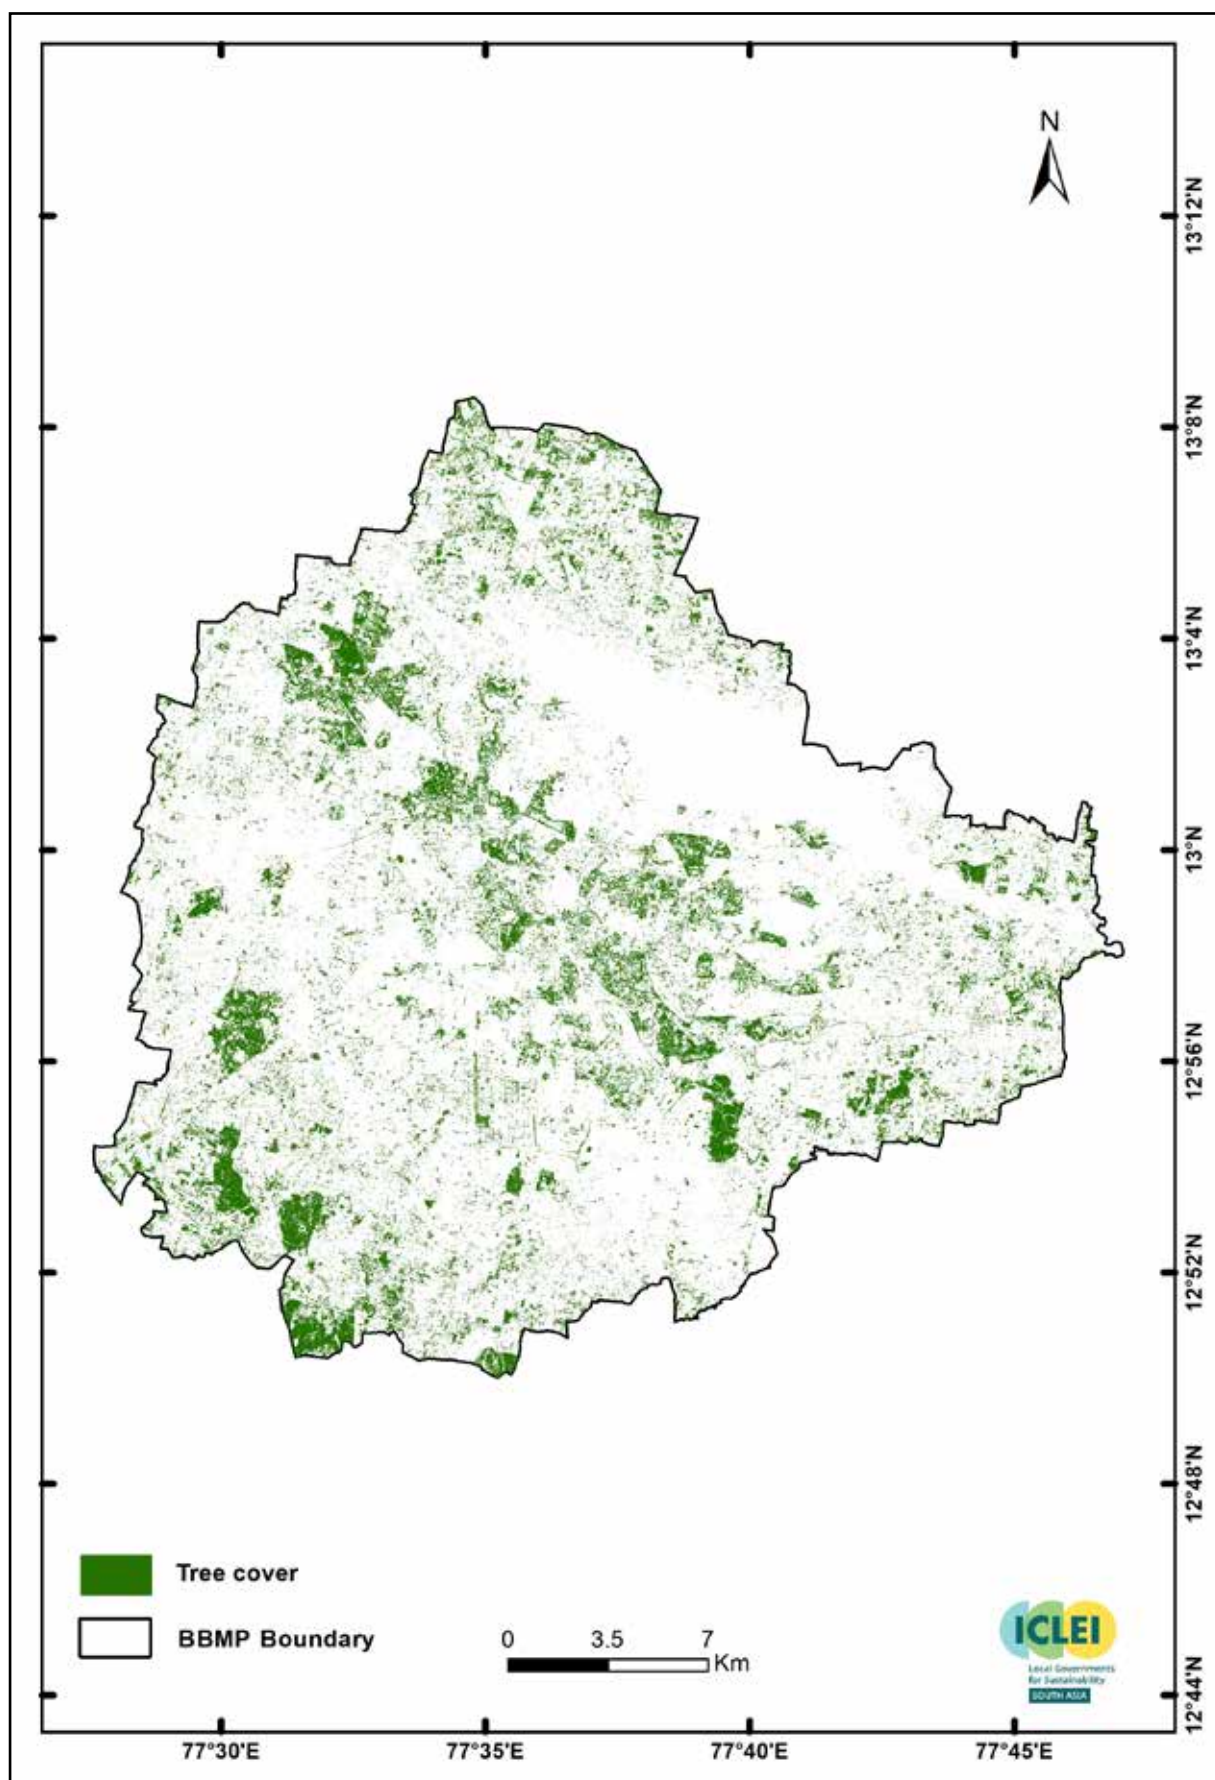 N
13°12'N
13°8'N
13°4'N
13°N
12°56'N
12°52'N
12°48'N
12°44'N
Tree cover
BBMP Boundary
0 3.5 7
Km
ICLEI
Local Governments
for Sustainability
SOUTH ASIA
77°30'E 77°35'E 77°40'E 77°45'E